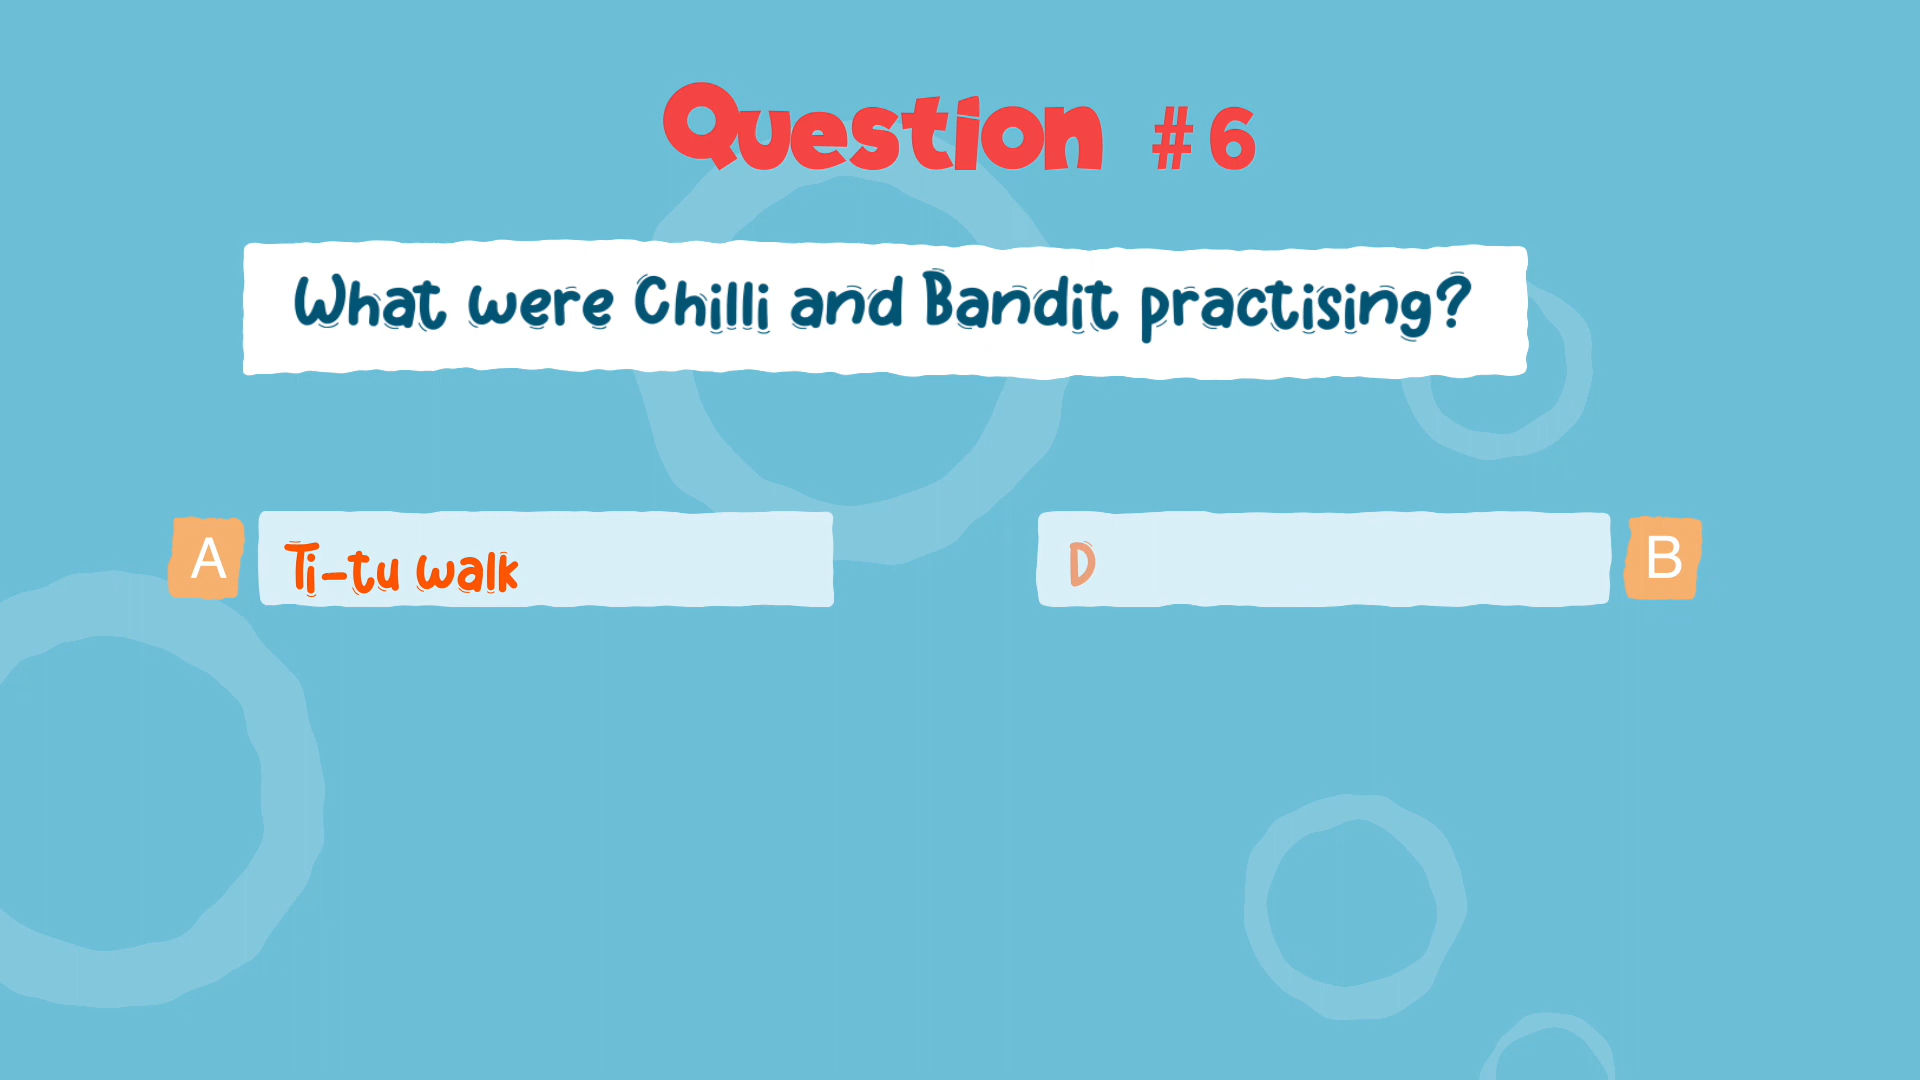 Question #6
What were Chilli and Bandit practising?
A
Ti-tu walk
D
B